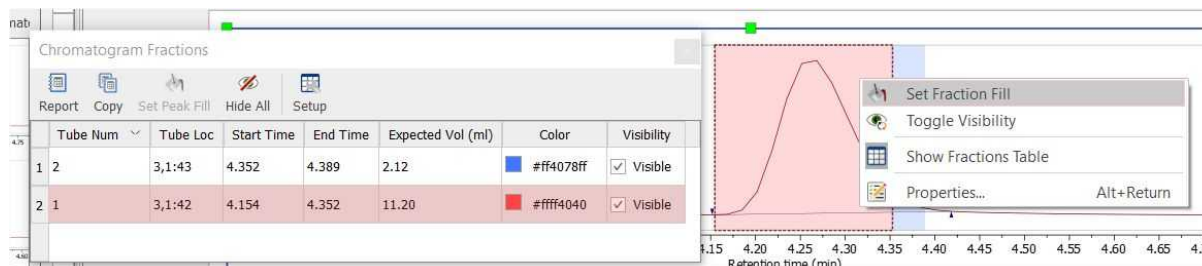 Chromatogram Fractions
Report Copy Set Peak Fill Hide All Setup
Tube Num Tube Loc Start Time End Time Expected Vol (ml) Color Visibility
1 2 3,1:43 4.352 4.389 2.12 #ff4078ff Visible
2 1 3,1:42 4.154 4.352 11.20 #ffff4040 Visible
Set Fraction Fill
Toggle Visibility
Show Fractions Table
Properties... Alt+Return
4.15 4.20 4.25 4.30 4.35 4.40 4.45 4.50 4.55 4.60 4.65
Retention time (min)